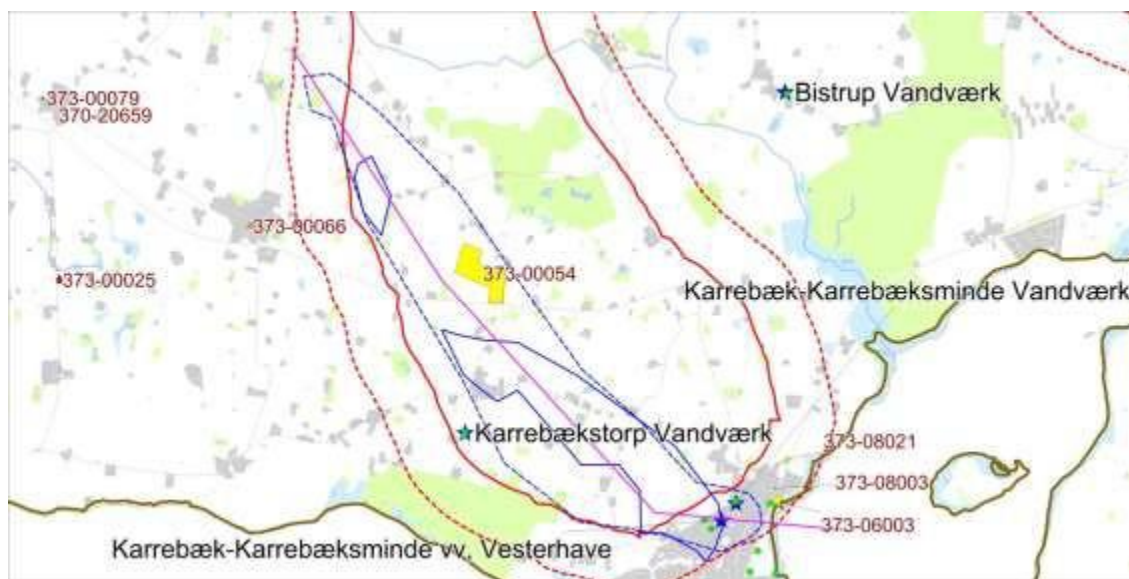 Bistrup Vandværk
373-00079
370-20659
373-00066
373-00054
373-00025
Karrebæk-Karrebæksminde Vandværk
Karrebækstorp Vandværk
373-08021
373-08003
373-06003
Karrebæk-Karrebæksminde vv. Vesterhave